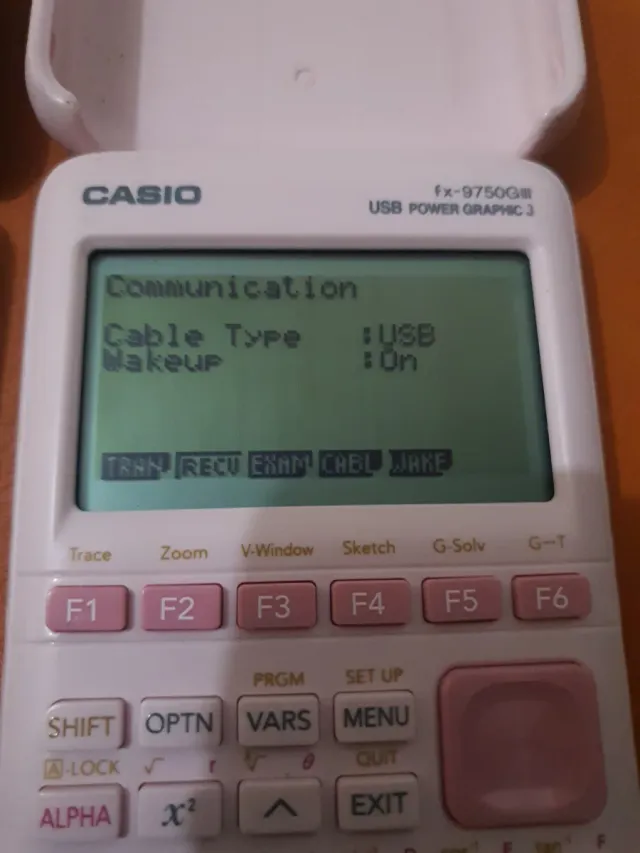 CASIO
fx-9750GIII
USB POWER GRAPHIC 3
Communication
Cable Type :USB
Wakeup :On
TRAN RECV EXAM CABL WAKE
Trace Zoom V-Window Sketch G-Solv G↔T
F1 F2 F3 F4 F5 F6
PRGM SET UP
SHIFT OPTN VARS MENU
A-LOCK √ r ∛ θ QUIT
ALPHA x² ^ EXIT
E F